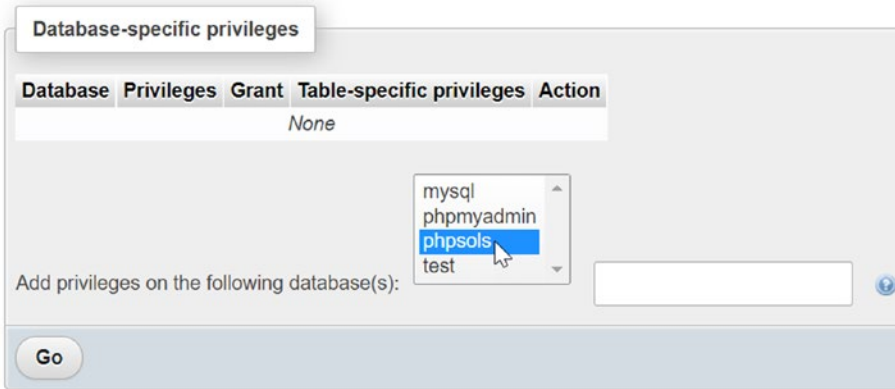 Database-specific privileges
Database Privileges Grant Table-specific privileges Action
None
mysql
phpmyadmin
phpsols
test
Add privileges on the following database(s):
Go